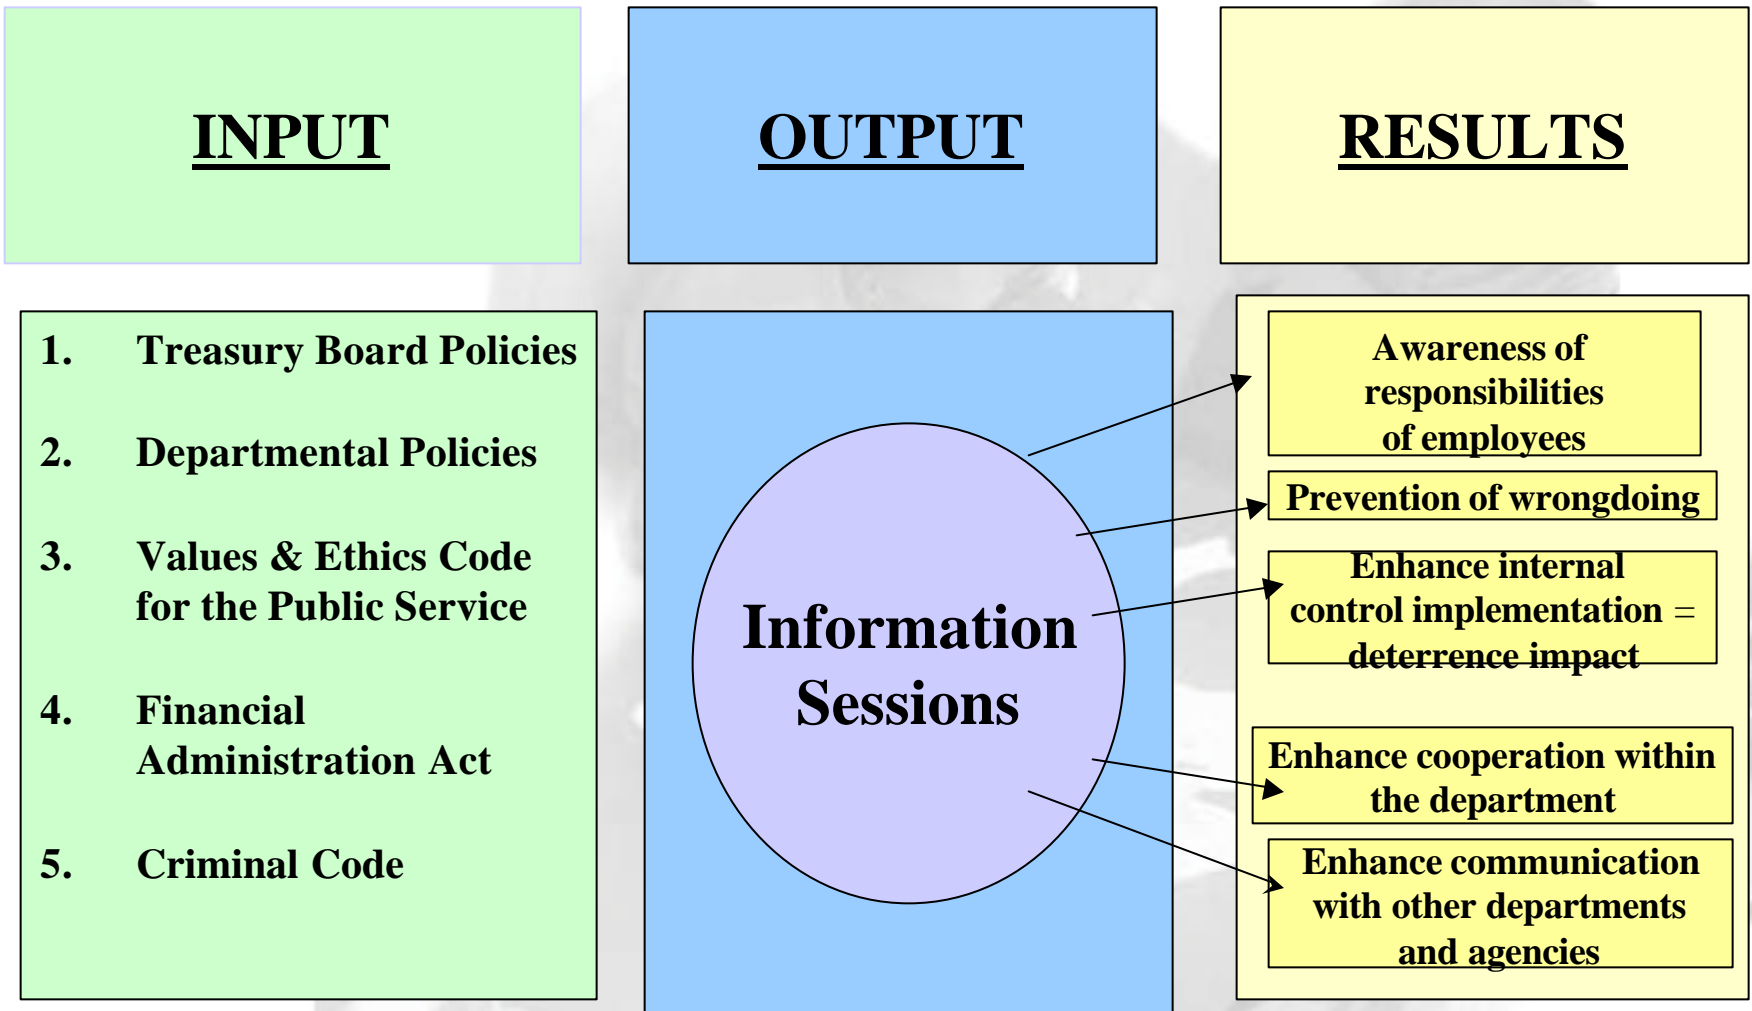 INPUT
OUTPUT
RESULTS
1. Treasury Board Policies
2. Departmental Policies
3. Values & Ethics Code
for the Public Service
4. Financial
Administration Act
5. Criminal Code
Information
Sessions
Awareness of
responsibilities
of employees
Prevention of wrongdoing
Enhance internal
control implementation =
deterrence impact
Enhance cooperation within
the department
Enhance communication
with other departments
and agencies